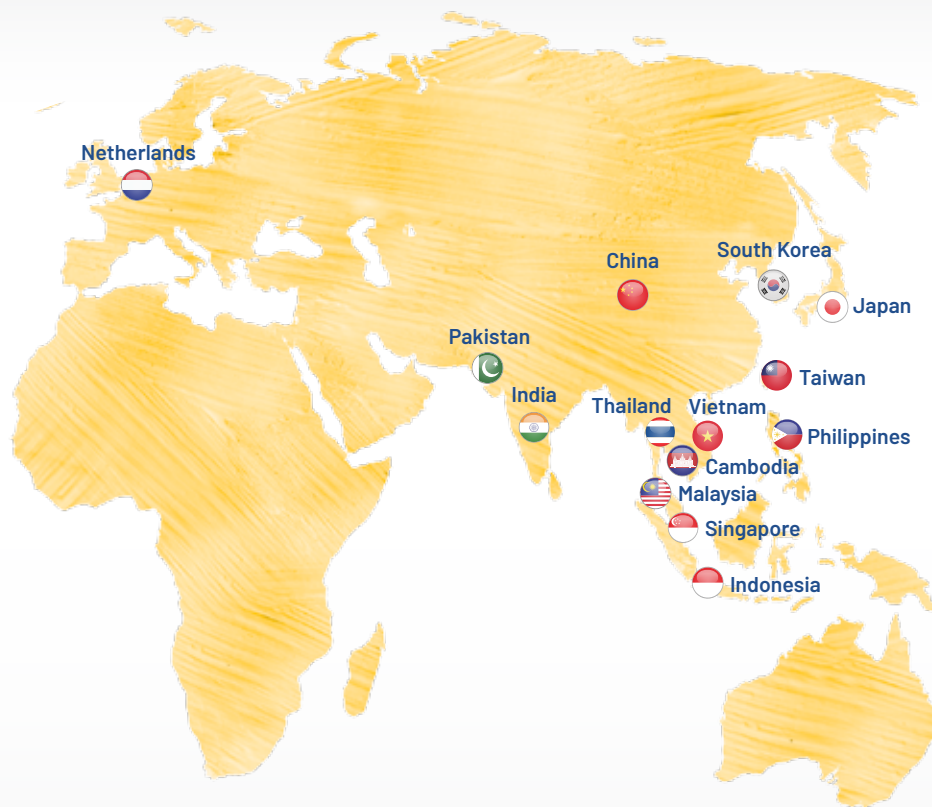 Netherlands
South Korea
China
Japan
Pakistan
Taiwan
India
Thailand
Vietnam
Philippines
Cambodia
Malaysia
Singapore
Indonesia